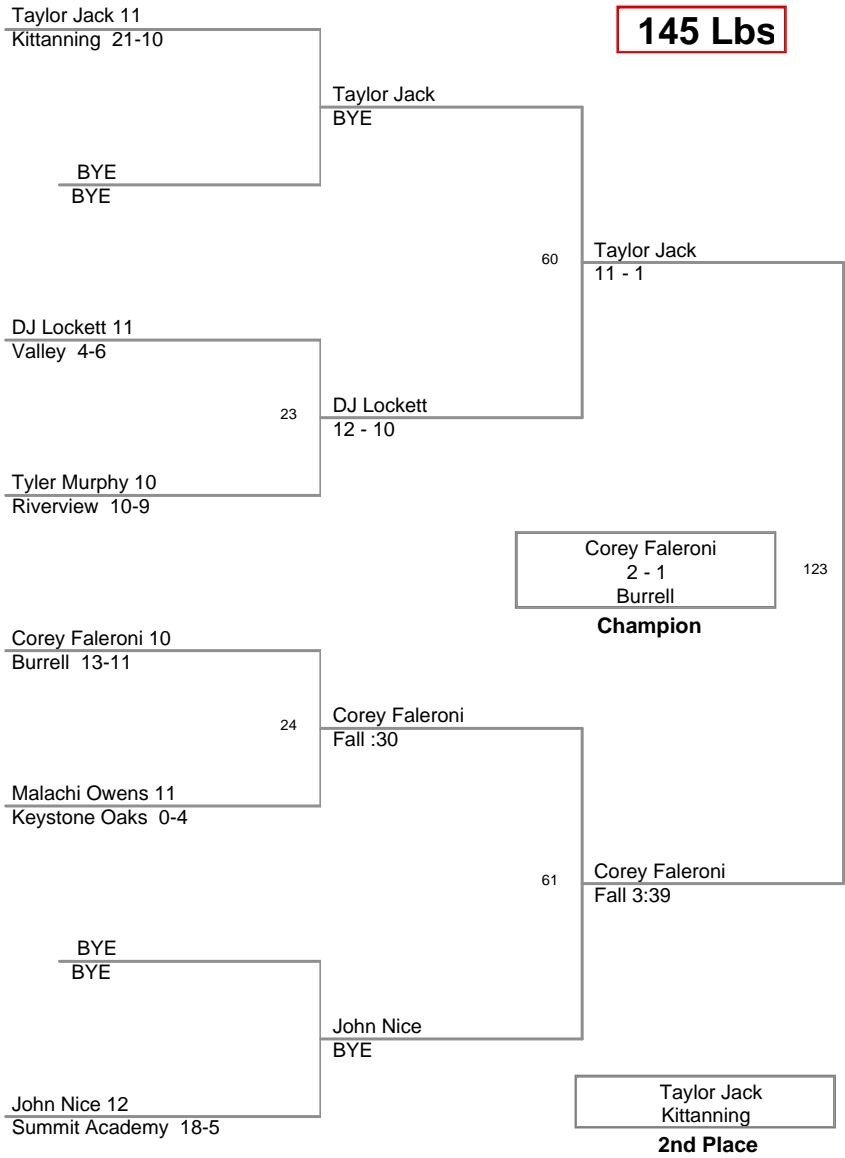 Taylor Jack 11
Kittanning 21-10
145 Lbs
Taylor Jack
BYE
BYE
BYE
60
Taylor Jack
11 - 1
DJ Lockett 11
Valley 4-6
23
DJ Lockett
12 - 10
Tyler Murphy 10
Riverview 10-9
Corey Faleroni
2 - 1
Burrell
123
Champion
Corey Faleroni 10
Burrell 13-11
24
Corey Faleroni
Fall :30
Malachi Owens 11
Keystone Oaks 0-4
61
Corey Faleroni
Fall 3:39
BYE
BYE
John Nice
BYE
John Nice 12
Summit Academy 18-5
Taylor Jack
Kittanning
2nd Place